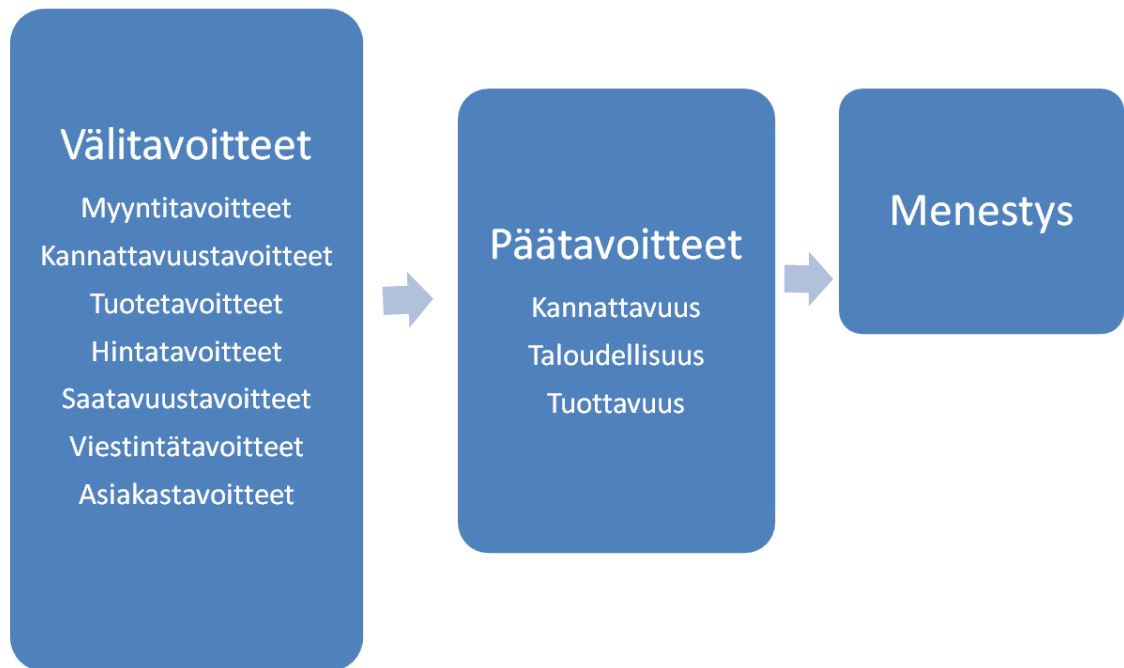 Välitavoitteet
Myyntitavoitteet
Kannattavuustavoitteet
Tuotetavoitteet
Hintatavoitteet
Saatavuustavoitteet
Viestintätavoitteet
Asiakastavoitteet
Päätavoitteet
Kannattavuus
Taloudellisuus
Tuottavuus
Menestys